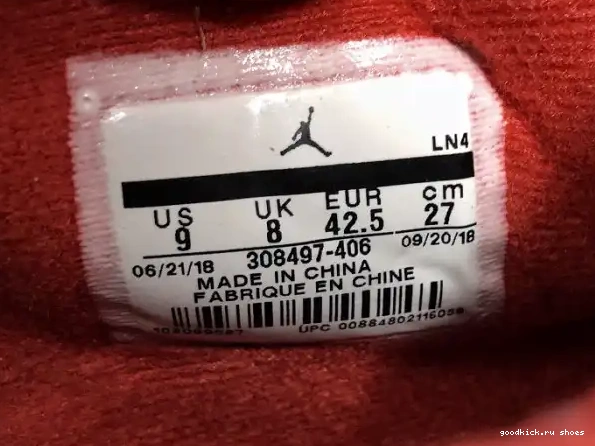 LN4
US UK EUR cm
9 8 42.5 27
06/21/18 308497-406 09/20/18
MADE IN CHINA
FABRIQUE EN CHINE
UPC 00884802116059
goodkick.ru shoes